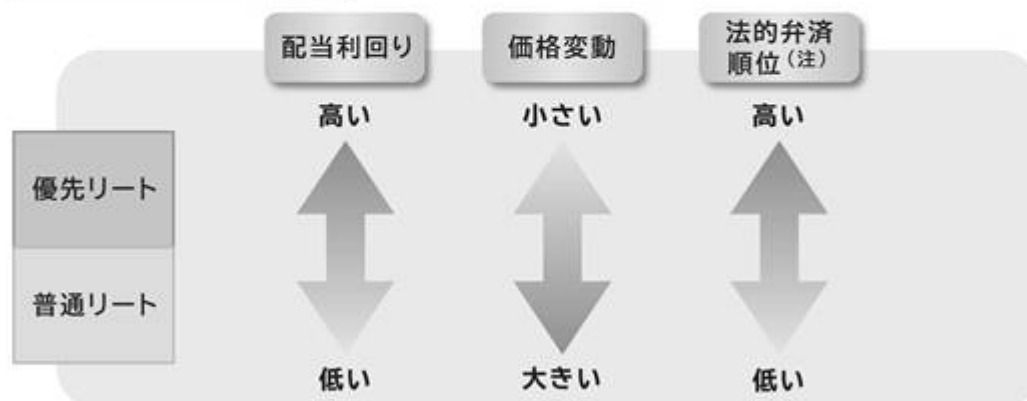 配当利回り
価格変動
法的弁済
順位(注)
高い
小さい
高い
優先リート
普通リート
低い
大きい
低い